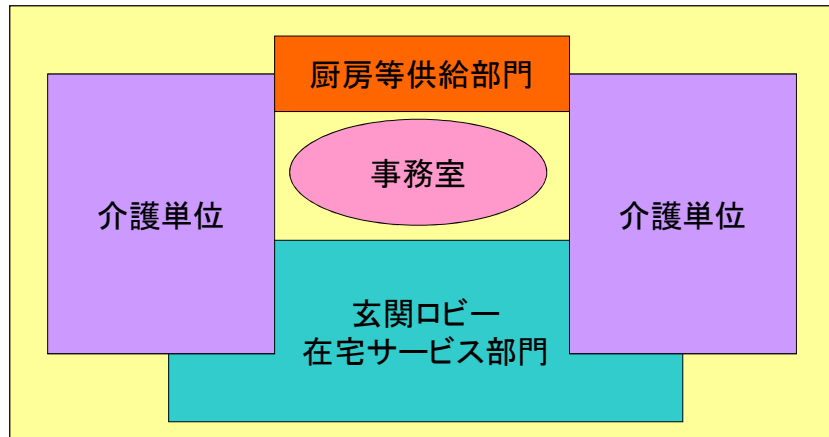 厨房等供給部門
事務室
介護単位
介護単位
玄関ロビー
在宅サービス部門